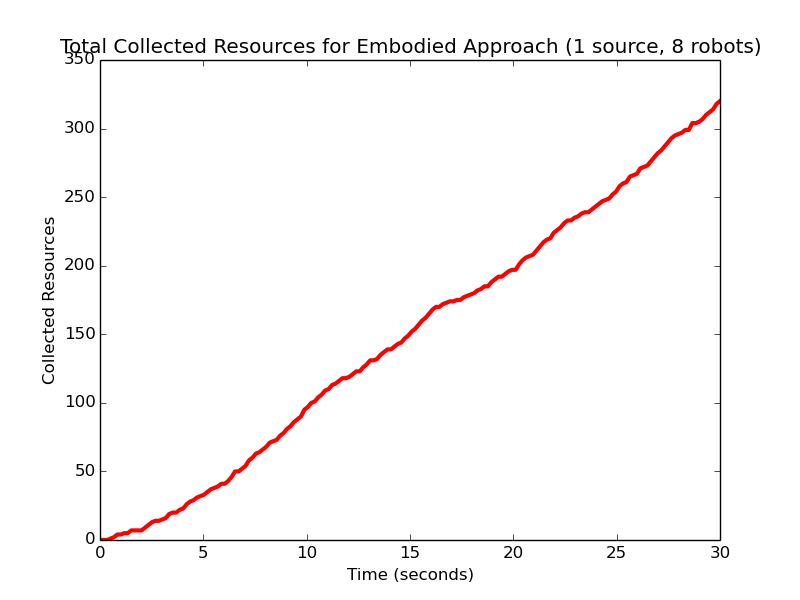 Total Collected Resources for Embodied Approach (1 source, 8 robots)
350
300
250
200
150
100
50
0
Collected Resources
0 5 10 15 20 25 30
Time (seconds)